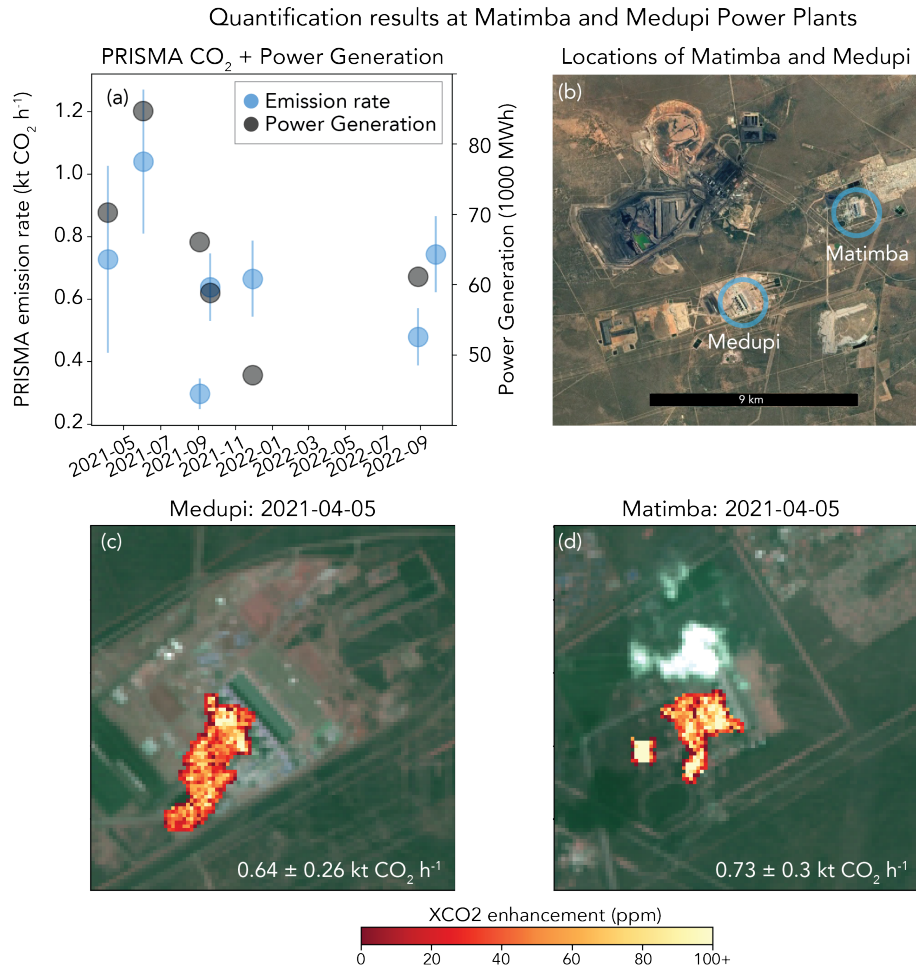 Quantification results at Matimba and Medupi Power Plants
PRISMA CO2 + Power Generation
(a)
Emission rate
Power Generation
PRISMA emission rate (kt CO2 h-1)
1.2
1.0
0.8
0.6
0.4
0.2
80
70
60
50
Power Generation (1000 MWh)
2021-05
2021-07
2021-09
2021-11
2022-01
2022-03
2022-05
2022-07
2022-09
Locations of Matimba and Medupi
(b)
Matimba
Medupi
9 km
Medupi: 2021-04-05
(c)
0.64 ± 0.26 kt CO2 h-1
Matimba: 2021-04-05
(d)
0.73 ± 0.3 kt CO2 h-1
XCO2 enhancement (ppm)
0 20 40 60 80 100+